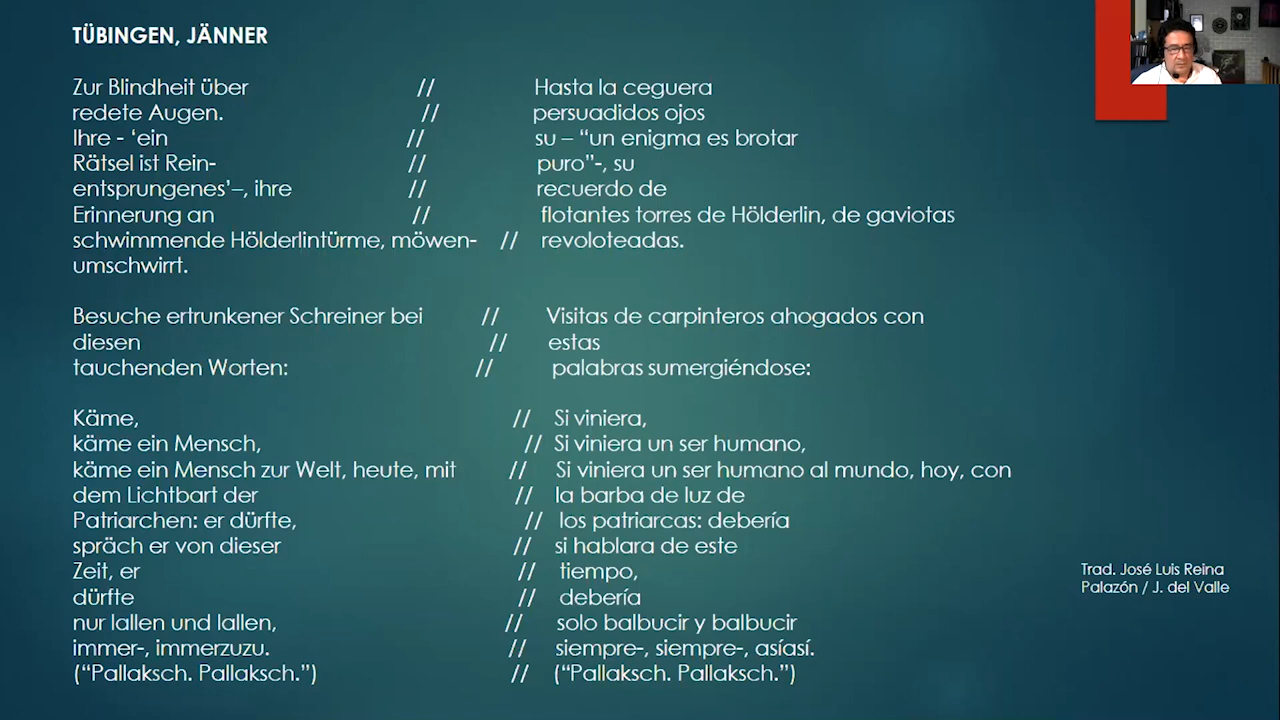 TÜBINGEN, JÄNNER
Zur Blindheit über // Hasta la ceguera
redete Augen. // persuadidos ojos
Ihre - ‘ein // su – “un enigma es brotar
Rätsel ist Rein- // puro”-, su
entsprungenes’–, ihre // recuerdo de
Erinnerung an // flotantes torres de Hölderlin, de gaviotas
schwimmende Hölderlintürme, möwen- // revoloteadas.
umschwirrt.
Besuche ertrunkener Schreiner bei // Visitas de carpinteros ahogados con
diesen // estas
tauchenden Worten: // palabras sumergiéndose:
Käme, // Si viniera,
käme ein Mensch, // Si viniera un ser humano,
käme ein Mensch zur Welt, heute, mit // Si viniera un ser humano al mundo, hoy, con
dem Lichtbart der // la barba de luz de
Patriarchen: er dürfte, // los patriarcas: debería
spräch er von dieser // si hablara de este
Zeit, er // tiempo,
dürfte // debería
nur lallen und lallen, // solo balbucir y balbucir
immer-, immerzuzu. // siempre-, siempre-, asíasí.
(“Pallaksch. Pallaksch.”) // (“Pallaksch. Pallaksch.”)
Trad. José Luis Reina
Palazón / J. del Valle